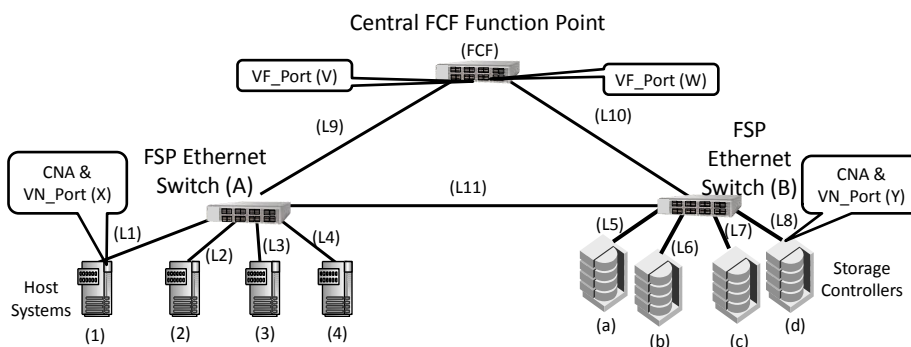 Central FCF Function Point
(FCF)
VF_Port (V)
VF_Port (W)
(L9)
(L10)
FSP Ethernet
Switch (A)
FSP
Ethernet
Switch (B)
CNA &
VN_Port (X)
CNA &
VN_Port (Y)
(L11)
(L1)
(L2)
(L3)
(L4)
(L5)
(L6)
(L7)
(L8)
Host
Systems
Storage
Controllers
(1)
(2)
(3)
(4)
(a)
(b)
(c)
(d)